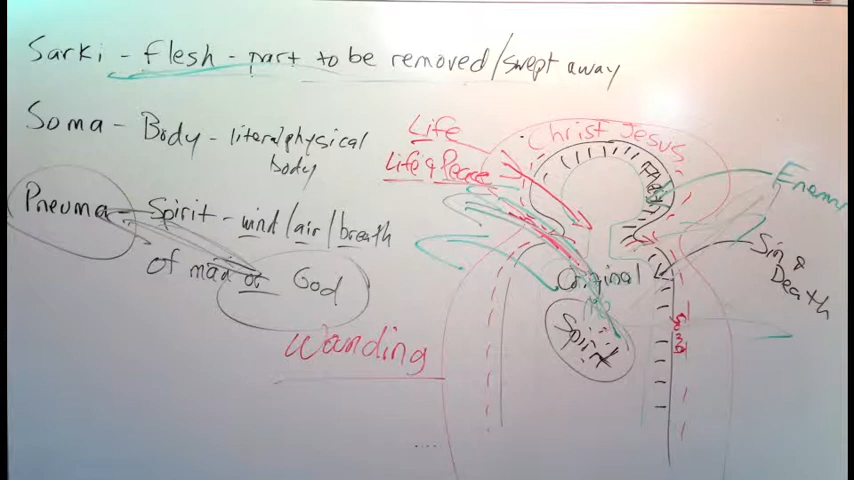 Sarki - Flesh - part to be removed/swept away
Soma - Body - literal physical
body
Pneuma - Spirit - wind/air/breath
of man or God
Life
Life & Peace
Christ Jesus
Flesh
Enemy
Sin &
Death
Original
Me
Spirit
Wanding